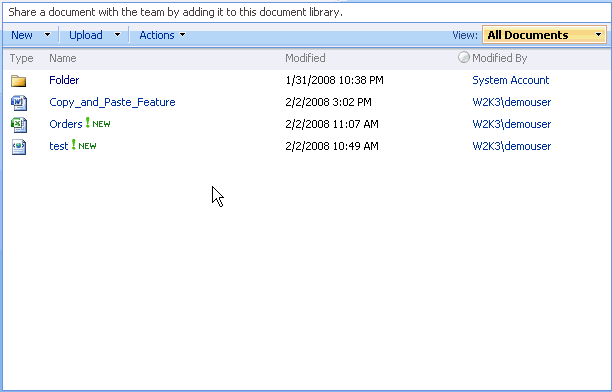 Share a document with the team by adding it to this document library.
New Upload Actions View: All Documents
Type Name Modified Modified By
Folder 1/31/2008 10:38 PM System Account
Copy_and_Paste_Feature 2/2/2008 3:02 PM W2K3\demouser
Orders ! NEW 2/2/2008 11:07 AM W2K3\demouser
test ! NEW 2/2/2008 10:49 AM W2K3\demouser